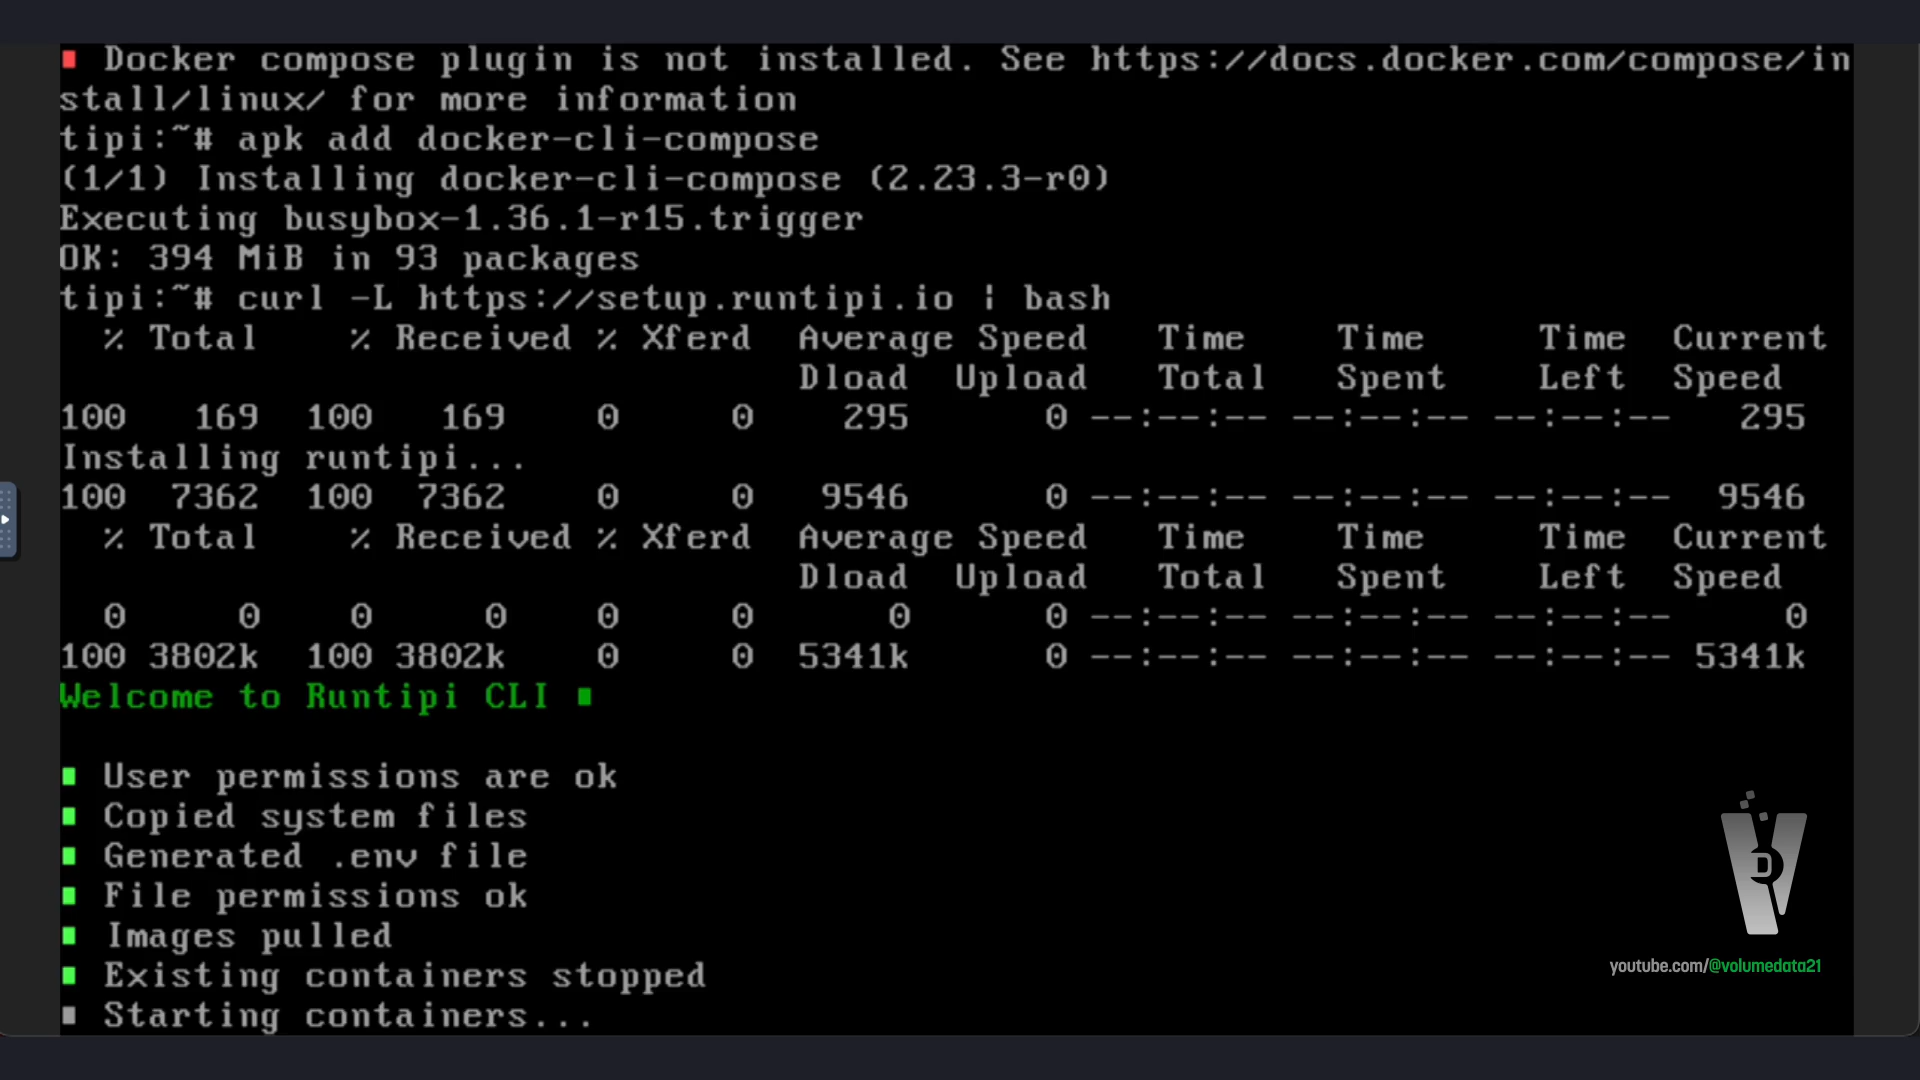 Docker compose plugin is not installed. See https://docs.docker.com/compose/in
stall/linux/ for more information
tipi:~# apk add docker-cli-compose
(1/1) Installing docker-cli-compose (2.23.3-r0)
Executing busybox-1.36.1-r15.trigger
OK: 394 MiB in 93 packages
tipi:~# curl -L https://setup.runtipi.io | bash
% Total % Received % Xferd Average Speed Time Time Time Current
Dload Upload Total Spent Left Speed
100 169 100 169 0 0 295 0 --:--:-- --:--:-- --:--:-- 295
Installing runtipi...
100 7362 100 7362 0 0 9546 0 --:--:-- --:--:-- --:--:-- 9546
% Total % Received % Xferd Average Speed Time Time Time Current
Dload Upload Total Spent Left Speed
0 0 0 0 0 0 0 0 --:--:-- --:--:-- --:--:-- 0
100 3802k 100 3802k 0 0 5341k 0 --:--:-- --:--:-- --:--:-- 5341k
Welcome to Runtipi CLI
User permissions are ok
Copied system files
Generated .env file
File permissions ok
Images pulled
Existing containers stopped
Starting containers...
VD
youtube.com/@volumedata21